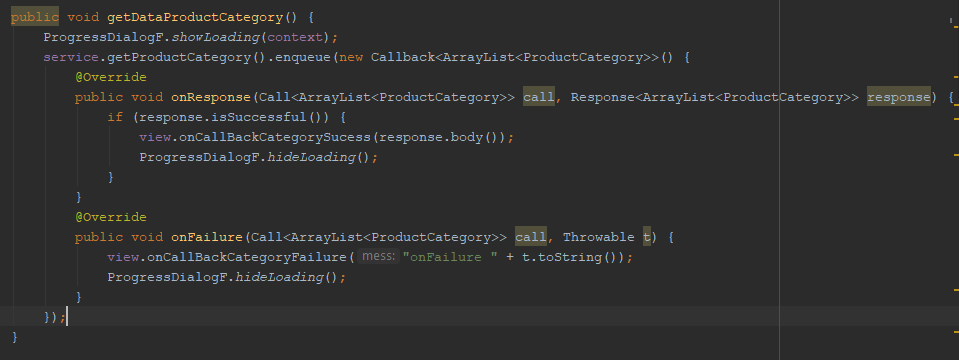 public void getDataProductCategory() {
    ProgressDialogF.showLoading(context);
    service.getProductCategory().enqueue(new Callback<ArrayList<ProductCategory>>() {
        @Override
        public void onResponse(Call<ArrayList<ProductCategory>> call, Response<ArrayList<ProductCategory>> response) {
            if (response.isSuccessful()) {
                view.onCallBackCategorySucess(response.body());
                ProgressDialogF.hideLoading();
            }
        }
        @Override
        public void onFailure(Call<ArrayList<ProductCategory>> call, Throwable t) {
            view.onCallBackCategoryFailure( mess: "onFailure " + t.toString());
            ProgressDialogF.hideLoading();
        }
    });
}